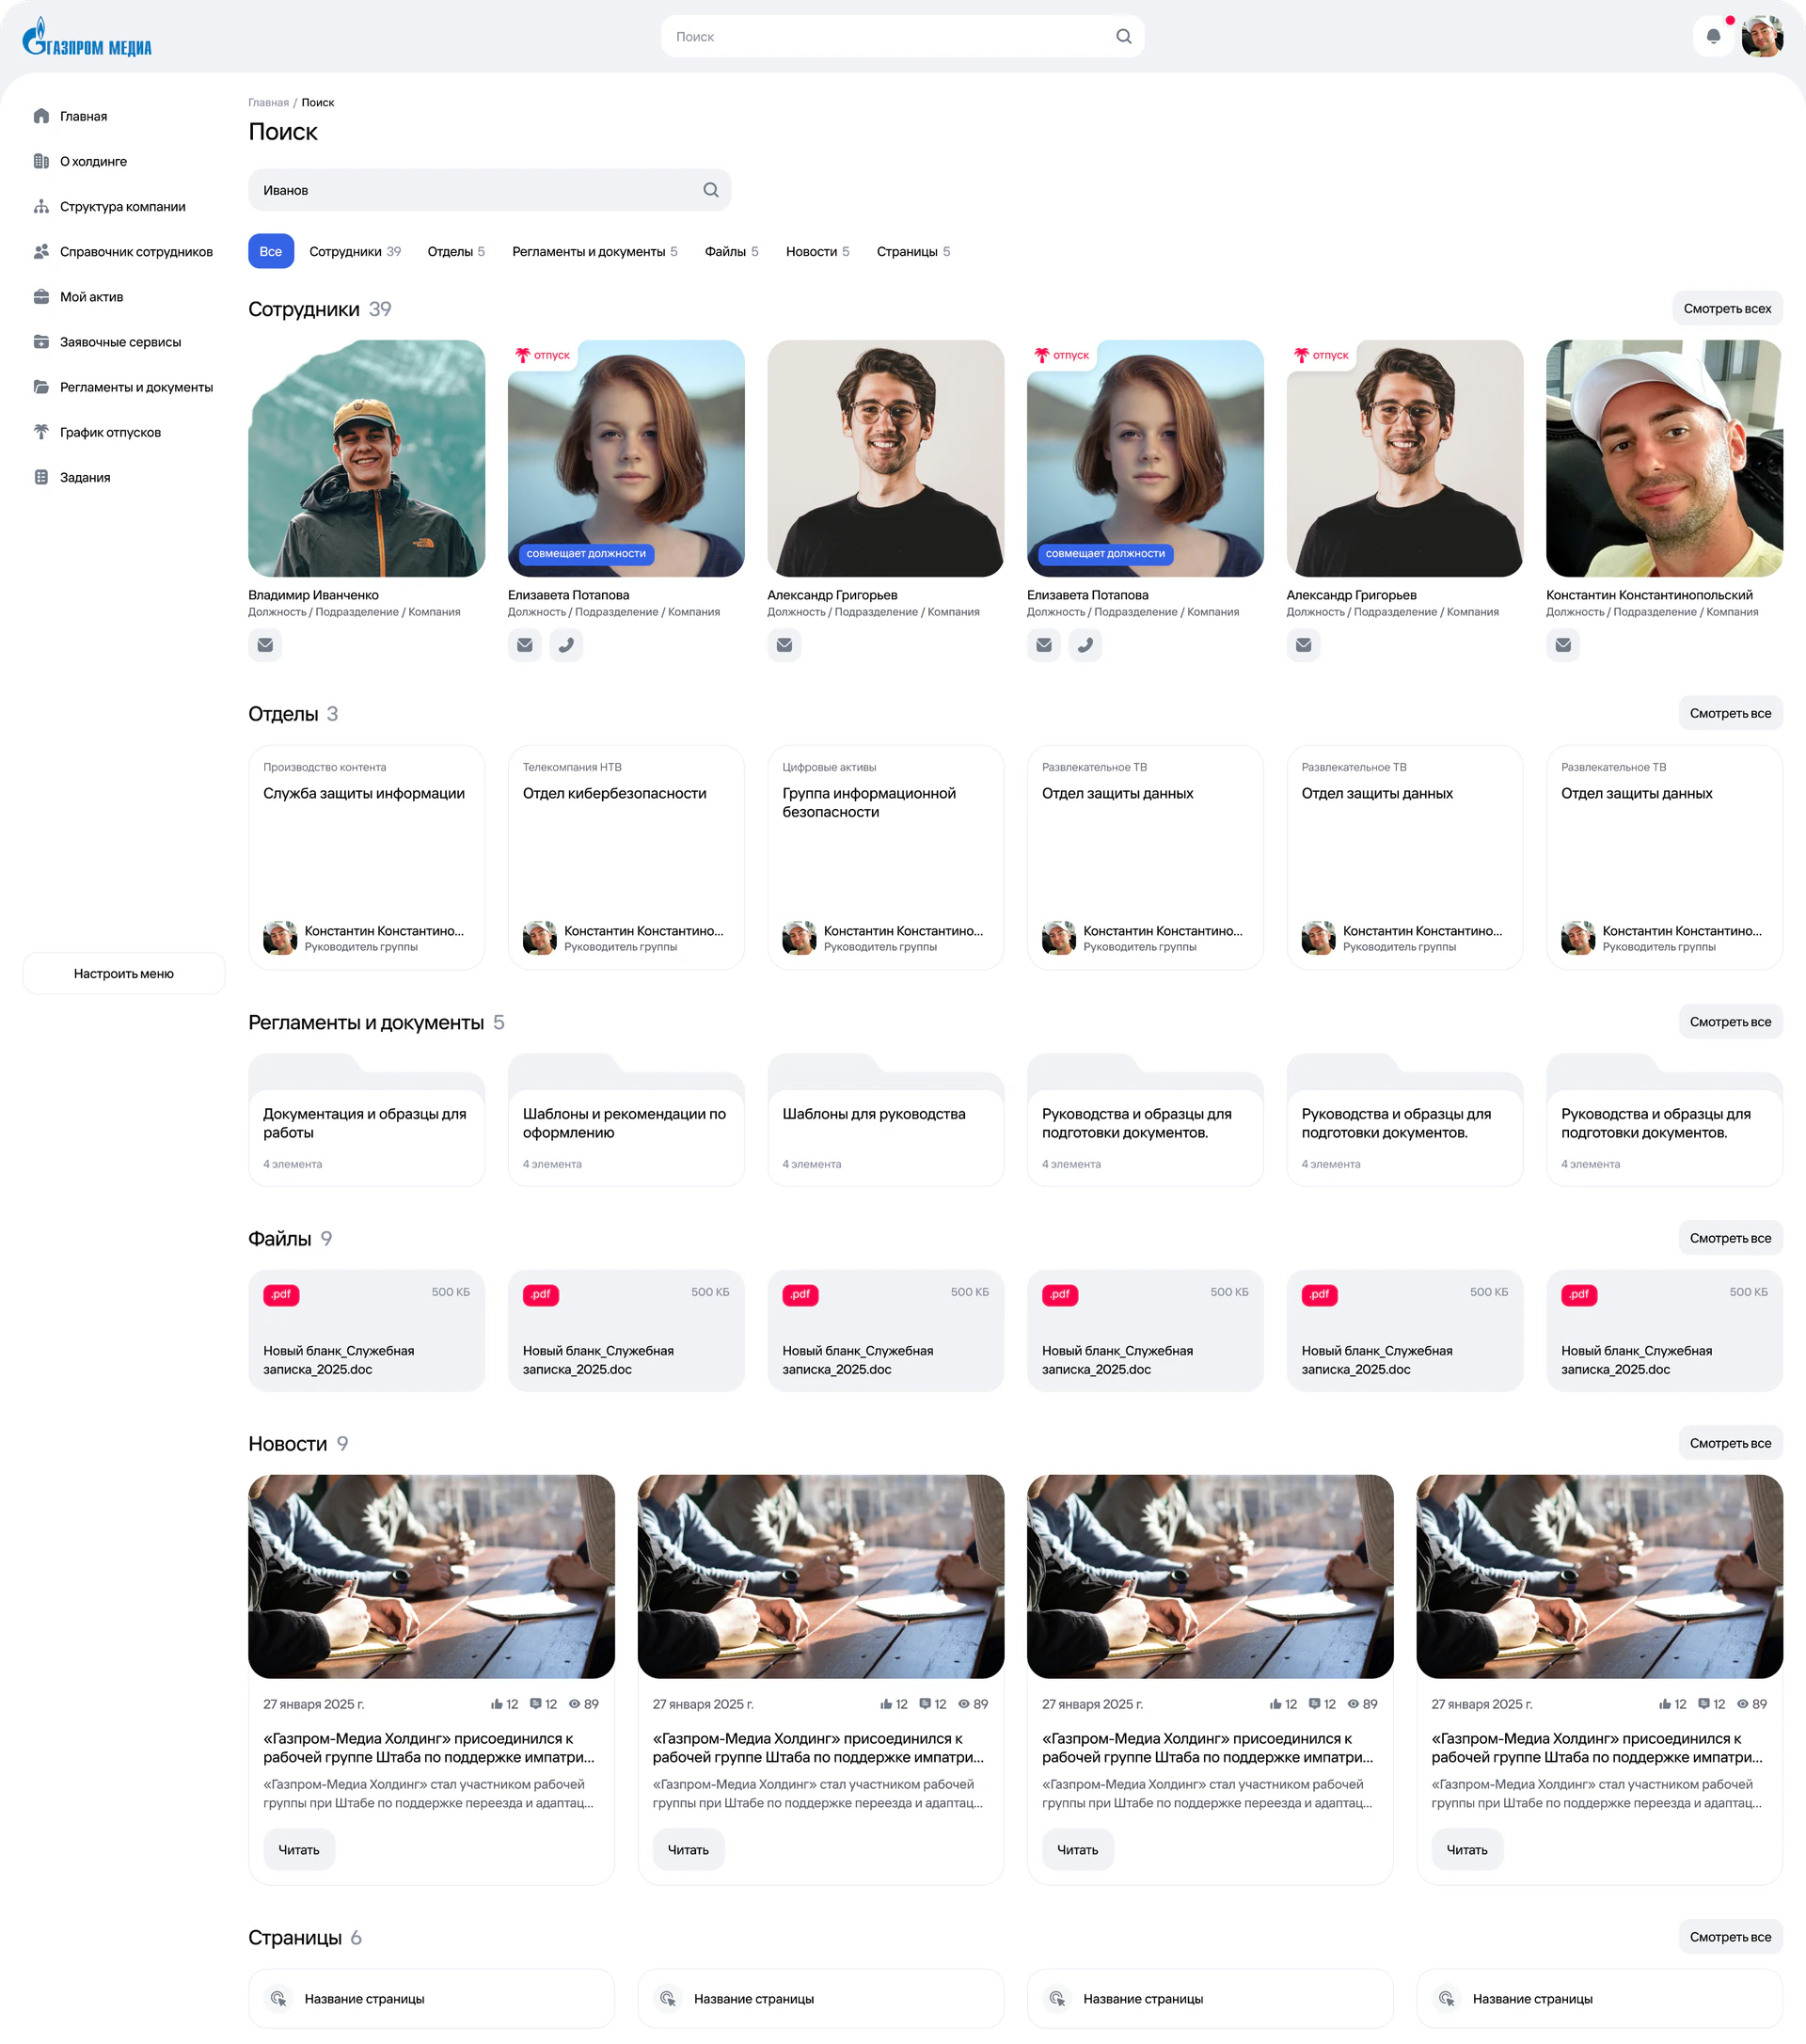 ГАЗПРОМ МЕДИА
Поиск
Главная
О холдинге
Структура компании
Справочник сотрудников
Мой актив
Заявочные сервисы
Регламенты и документы
График отпусков
Задания
Настроить меню
Главная / Поиск
Поиск
Иванов
Все Сотрудники 39 Отделы 5 Регламенты и документы 5 Файлы 5 Новости 5 Страницы 5
Сотрудники 39 Смотреть всех
отпуск отпуск отпуск
совмещает должности совмещает должности
Владимир Иванченко Елизавета Потапова Александр Григорьев Елизавета Потапова Александр Григорьев Константин Константинопольский
Должность / Подразделение / Компания Должность / Подразделение / Компания Должность / Подразделение / Компания Должность / Подразделение / Компания Должность / Подразделение / Компания Должность / Подразделение / Компания
Отделы 3 Смотреть все
Производство контента Телекомпания НТВ Цифровые активы Развлекательное ТВ Развлекательное ТВ Развлекательное ТВ
Служба защиты информации Отдел кибербезопасности Группа информационной Отдел защиты данных Отдел защиты данных Отдел защиты данных
безопасности
Константин Константино... Константин Константино... Константин Константино... Константин Константино... Константин Константино... Константин Константино...
Руководитель группы Руководитель группы Руководитель группы Руководитель группы Руководитель группы Руководитель группы
Регламенты и документы 5 Смотреть все
Документация и образцы для Шаблоны и рекомендации по Шаблоны для руководства Руководства и образцы для Руководства и образцы для Руководства и образцы для
работы оформлению подготовки документов. подготовки документов. подготовки документов.
4 элемента 4 элемента 4 элемента 4 элемента 4 элемента 4 элемента
Файлы 9 Смотреть все
.pdf 500 КБ .pdf 500 КБ .pdf 500 КБ .pdf 500 КБ .pdf 500 КБ .pdf 500 КБ
Новый бланк_Служебная Новый бланк_Служебная Новый бланк_Служебная Новый бланк_Служебная Новый бланк_Служебная Новый бланк_Служебная
записка_2025.doc записка_2025.doc записка_2025.doc записка_2025.doc записка_2025.doc записка_2025.doc
Новости 9 Смотреть все
27 января 2025 г. 12 12 89 27 января 2025 г. 12 12 89 27 января 2025 г. 12 12 89 27 января 2025 г. 12 12 89
«Газпром-Медиа Холдинг» присоединился к «Газпром-Медиа Холдинг» присоединился к «Газпром-Медиа Холдинг» присоединился к «Газпром-Медиа Холдинг» присоединился к
рабочей группе Штаба по поддержке импатри... рабочей группе Штаба по поддержке импатри... рабочей группе Штаба по поддержке импатри... рабочей группе Штаба по поддержке импатри...
«Газпром-Медиа Холдинг» стал участником рабочей «Газпром-Медиа Холдинг» стал участником рабочей «Газпром-Медиа Холдинг» стал участником рабочей «Газпром-Медиа Холдинг» стал участником рабочей
группы при Штабе по поддержке переезда и адаптац... группы при Штабе по поддержке переезда и адаптац... группы при Штабе по поддержке переезда и адаптац... группы при Штабе по поддержке переезда и адаптац...
Читать Читать Читать Читать
Страницы 6 Смотреть все
Название страницы Название страницы Название страницы Название страницы